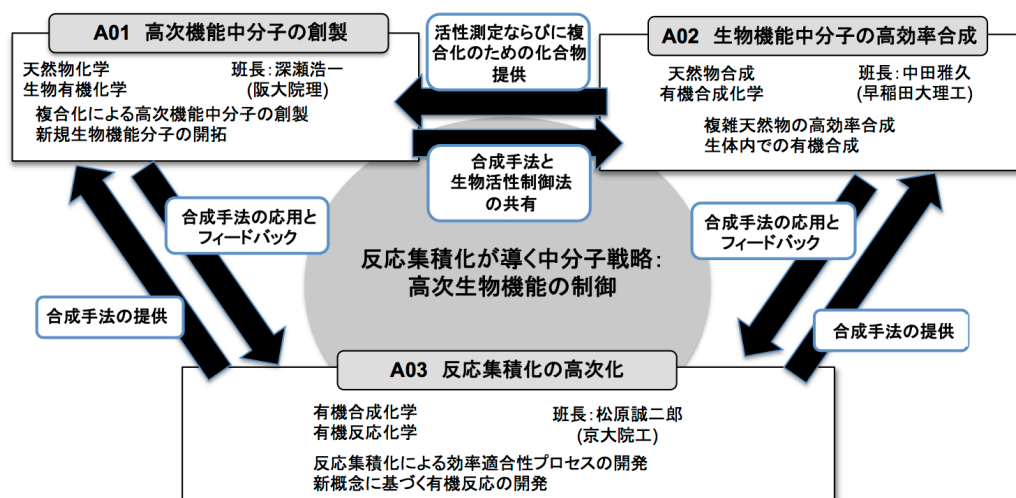 A01 高次機能中分子の創製
天然物化学 班長：深瀬浩一
生物有機化学 (阪大院理)
複合化による高次機能中分子の創製
新規生物機能分子の開拓
活性測定ならびに複
合化のための化合物
提供
A02 生物機能中分子の高効率合成
天然物合成 班長：中田雅久
有機合成化学 (早稲田大理工)
複雑天然物の高効率合成
生体内での有機合成
合成手法と
生物活性制御法
の共有
合成手法の応用と
フィードバック
合成手法の応用と
フィードバック
反応集積化が導く中分子戦略：
高次生物機能の制御
合成手法の提供
合成手法の提供
A03 反応集積化の高次化
有機合成化学 班長：松原誠二郎
有機反応化学 (京大院工)
反応集積化による効率適合性プロセスの開発
新概念に基づく有機反応の開発